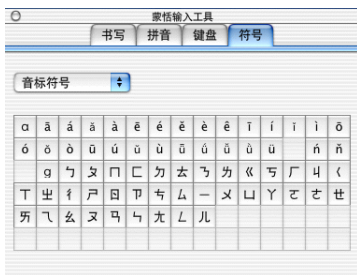 蒙恬输入工具
书写 拼音 键盘 符号
音标符号
ɑ ā á ǎ à ē é ě è ê ī í ǐ ì ō
ó ǒ ò ū ú ǔ ù ǖ ǘ ǚ ǜ ü ń ň
ɡ ㄅ ㄆ ㄇ ㄈ ㄉ ㄊ ㄋ ㄌ ㄍ ㄎ ㄏ ㄐ ㄑ
ㄒ ㄓ ㄔ ㄕ ㄖ ㄗ ㄘ ㄙ ㄧ ㄨ ㄩ ㄚ ㄛ ㄜ ㄝ
ㄞ ㄟ ㄠ ㄡ ㄢ ㄣ ㄤ ㄥ ㄦ